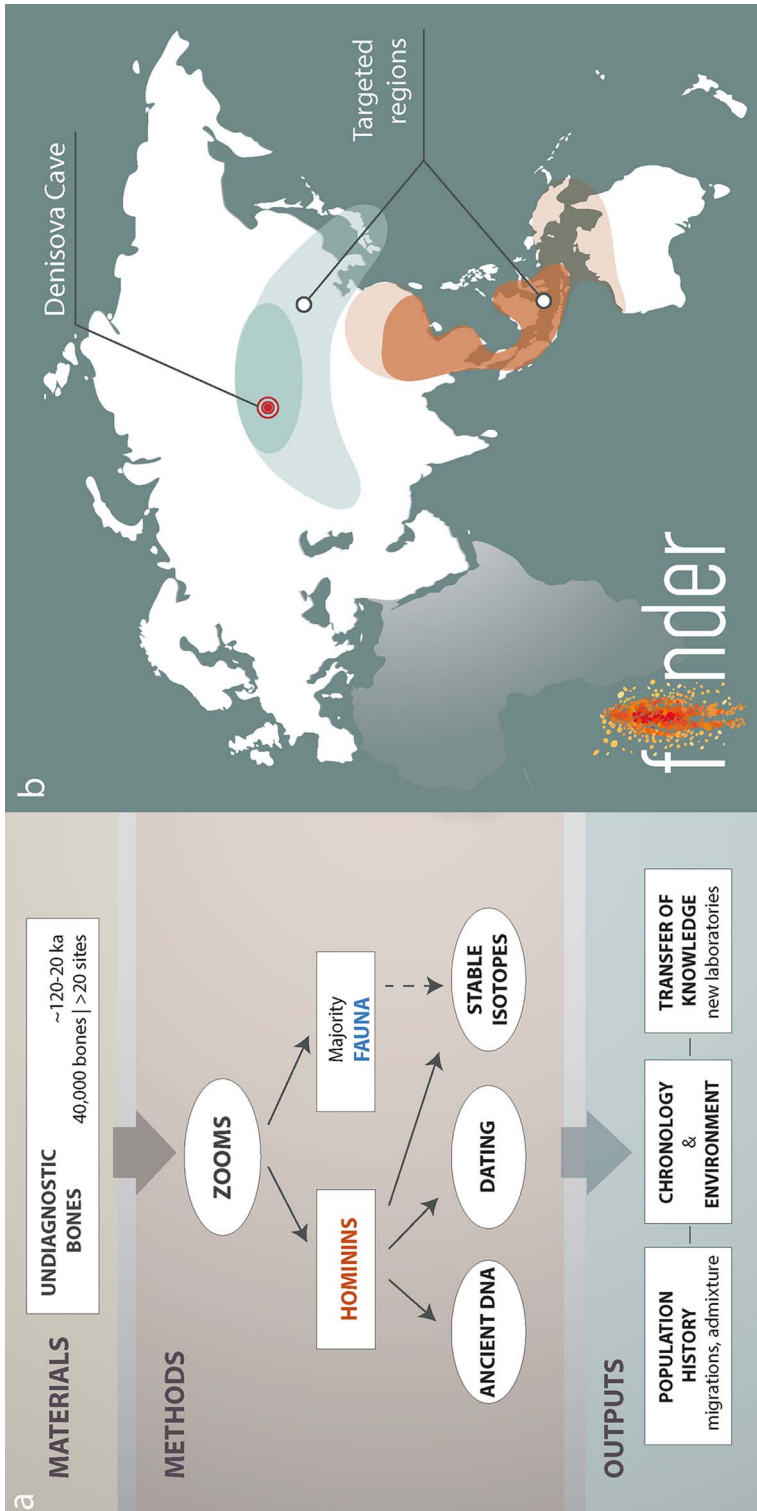 a
MATERIALS
UNDIAGNOSTIC
BONES
~120-20 ka
40,000 bones | >20 sites
METHODS
ZOOMS
HOMININS
Majority
FAUNA
ANCIENT DNA
DATING
STABLE
ISOTOPES
OUTPUTS
POPULATION
HISTORY
migrations, admixture
CHRONOLOGY
&
ENVIRONMENT
TRANSFER OF
KNOWLEDGE
new laboratories
b
Denisova Cave
Targeted
regions
f nder